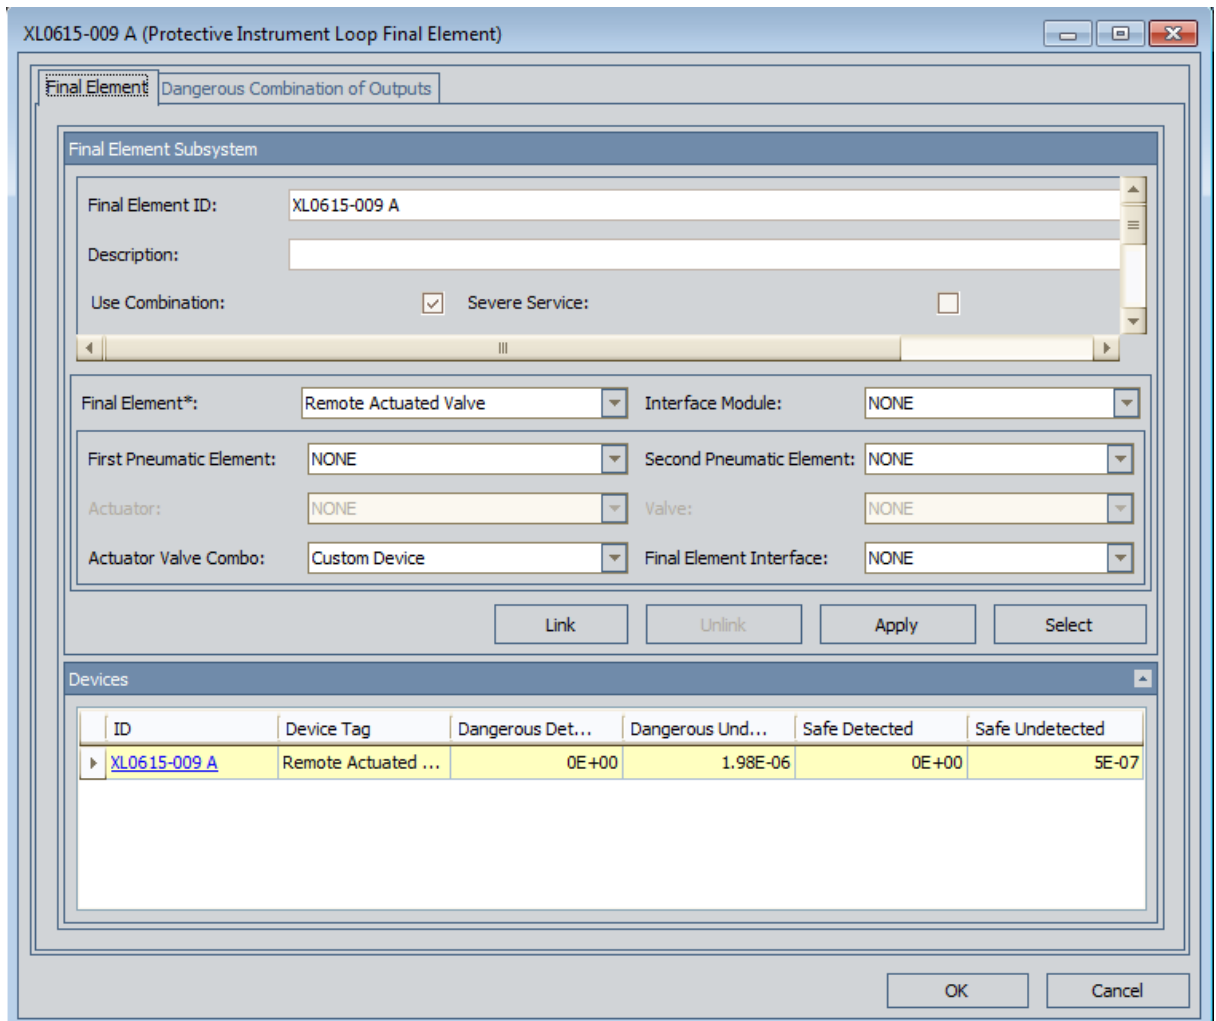 XL0615-009 A (Protective Instrument Loop Final Element)
Final Element Dangerous Combination of Outputs
Final Element Subsystem
Final Element ID: XL0615-009 A
Description:
Use Combination: Severe Service:
Final Element*: Remote Actuated Valve Interface Module: NONE
First Pneumatic Element: NONE Second Pneumatic Element: NONE
Actuator: NONE Valve: NONE
Actuator Valve Combo: Custom Device Final Element Interface: NONE
Link Unlink Apply Select
Devices
ID Device Tag Dangerous Det... Dangerous Und... Safe Detected Safe Undetected
XL0615-009 A Remote Actuated ... 0E+00 1.98E-06 0E+00 5E-07
OK Cancel